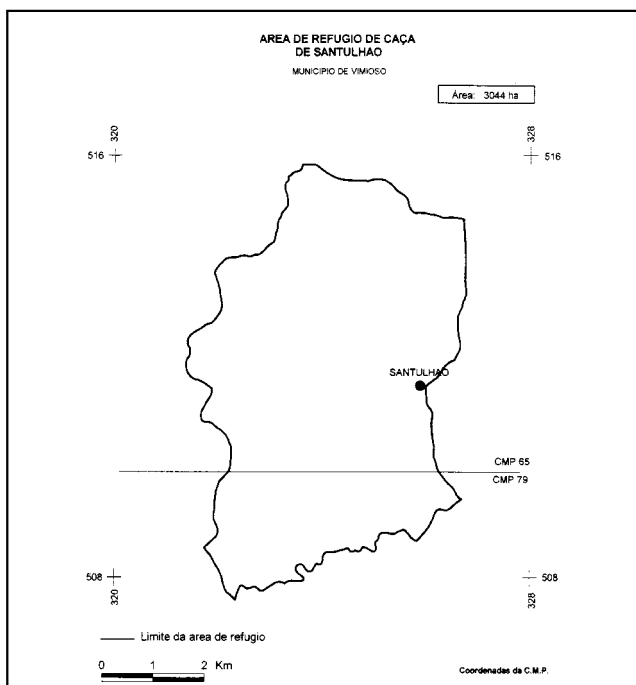 AREA DE REFUGIO DE CAÇA
DE SANTULHAO
MUNICIPIO DE VIMIOSO
Área: 3044 ha
320
328
516
516
SANTULHAO
CMP 65
CMP 79
508
508
320
328
Limite da area de refugio
0 1 2 Km
Coordenadas da C.M.P.